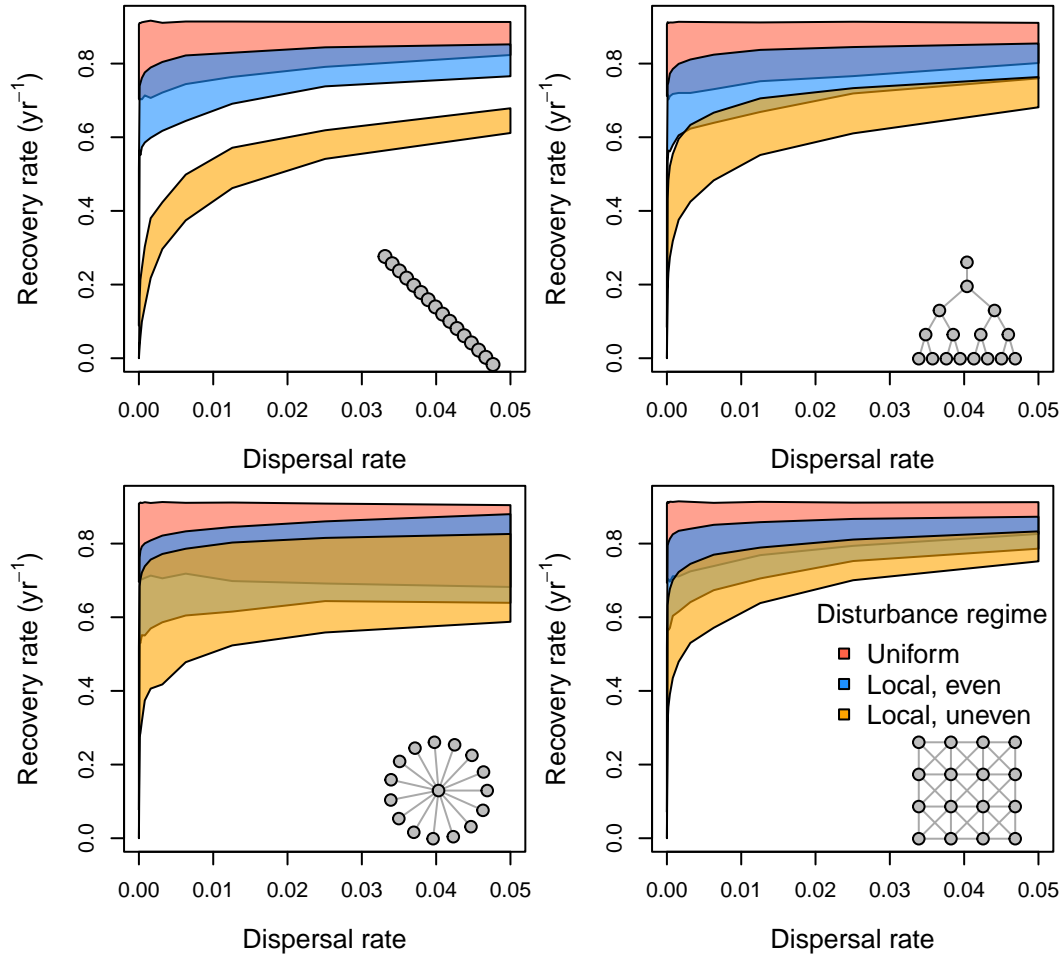 Recovery rate (yr⁻¹)
0.8
0.6
0.4
0.2
0.0
0.00 0.01 0.02 0.03 0.04 0.05
Dispersal rate
Recovery rate (yr⁻¹)
0.8
0.6
0.4
0.2
0.0
0.00 0.01 0.02 0.03 0.04 0.05
Dispersal rate
Recovery rate (yr⁻¹)
0.8
0.6
0.4
0.2
0.0
0.00 0.01 0.02 0.03 0.04 0.05
Dispersal rate
Recovery rate (yr⁻¹)
0.8
0.6
0.4
0.2
0.0
Disturbance regime
Uniform
Local, even
Local, uneven
0.00 0.01 0.02 0.03 0.04 0.05
Dispersal rate